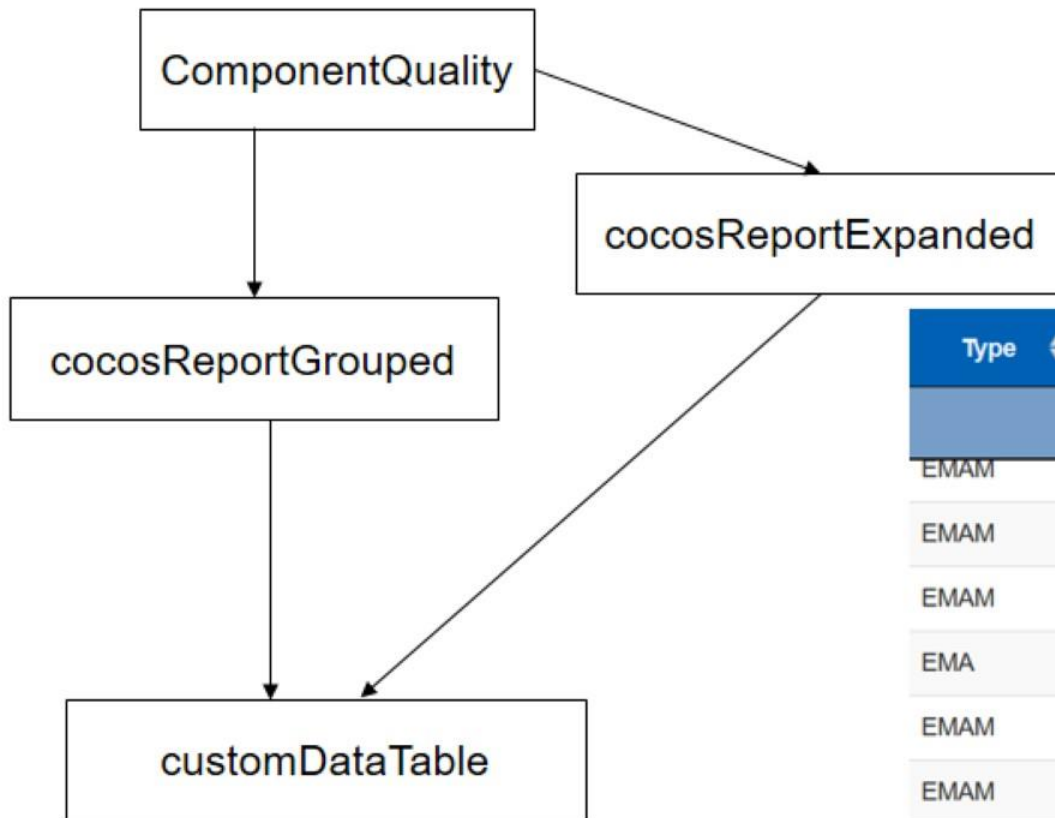 ComponentQuality
cocosReportExpanded
cocosReportGrouped
customDataTable
Type
EMAM
EMAM
EMAM
EMA
EMAM
EMAM